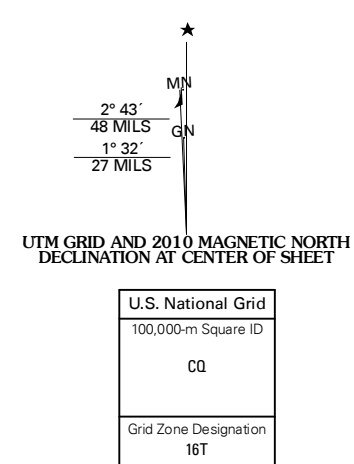 MN
2° 43´
48 MILS
GN
1° 32´
27 MILS
UTM GRID AND 2010 MAGNETIC NORTH
DECLINATION AT CENTER OF SHEET
U.S. National Grid
100,000-m Square ID
CQ
Grid Zone Designation
16T